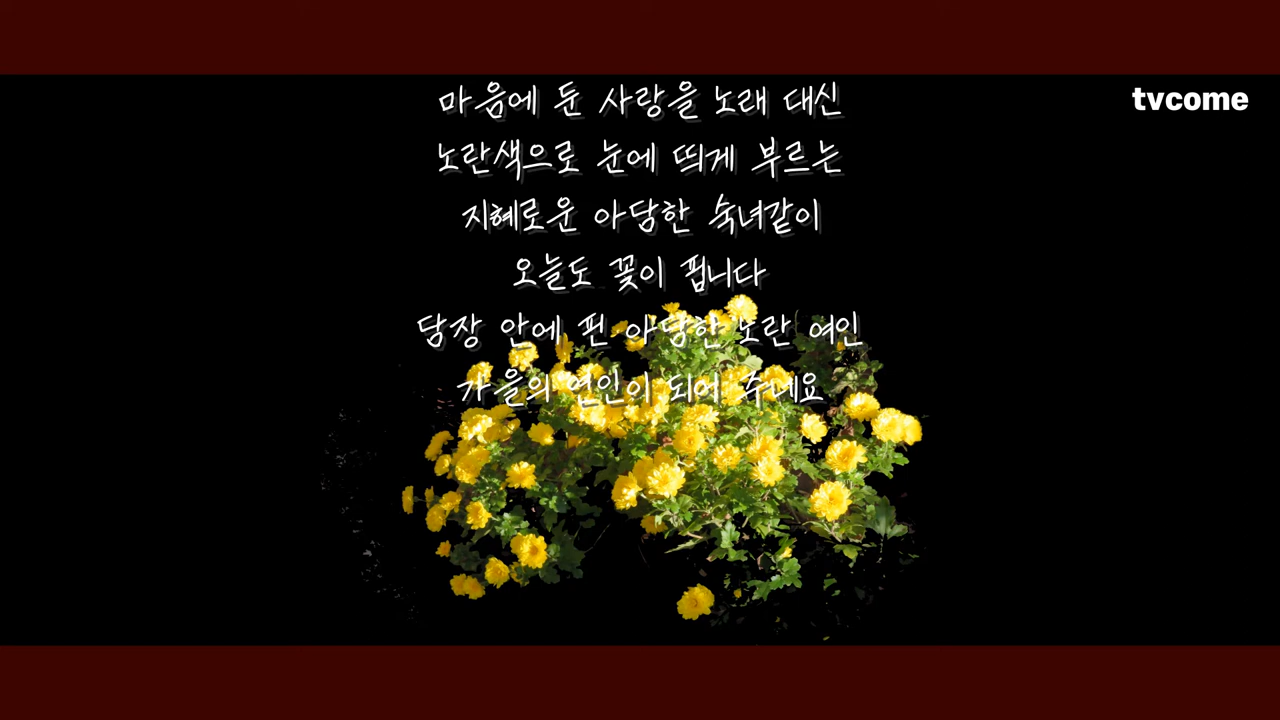 마음에 둔 사랑을 노래 대신
tvcome
노란색으로 눈에 띄게 부르는
지혜로운 아담한 숙녀같이
오늘도 꽃이 핍니다
담장 안에 핀 아담한 노란 여인
가을의 연인이 되어 주네요